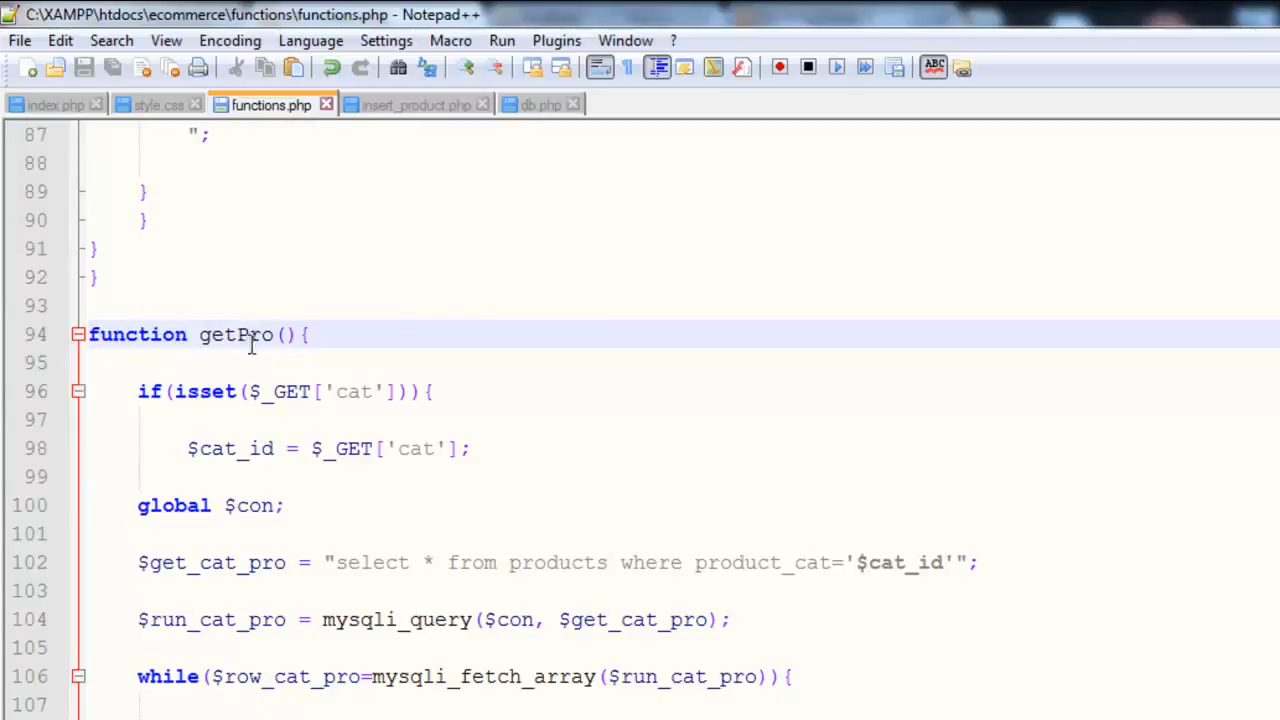 C:\XAMPP\htdocs\ecommerce\functions\functions.php - Notepad++
File Edit Search View Encoding Language Settings Macro Run Plugins Window ?
ABC
index.php style.css functions.php insert_product.php db.php
87 ";
88
89 }
90 }
91 }
92 }
93
94 function getPro(){
95
96 if(isset($_GET['cat'])){
97
98 $cat_id = $_GET['cat'];
99
100 global $con;
101
102 $get_cat_pro = "select * from products where product_cat='$cat_id'";
103
104 $run_cat_pro = mysqli_query($con, $get_cat_pro);
105
106 while($row_cat_pro=mysqli_fetch_array($run_cat_pro)){
107